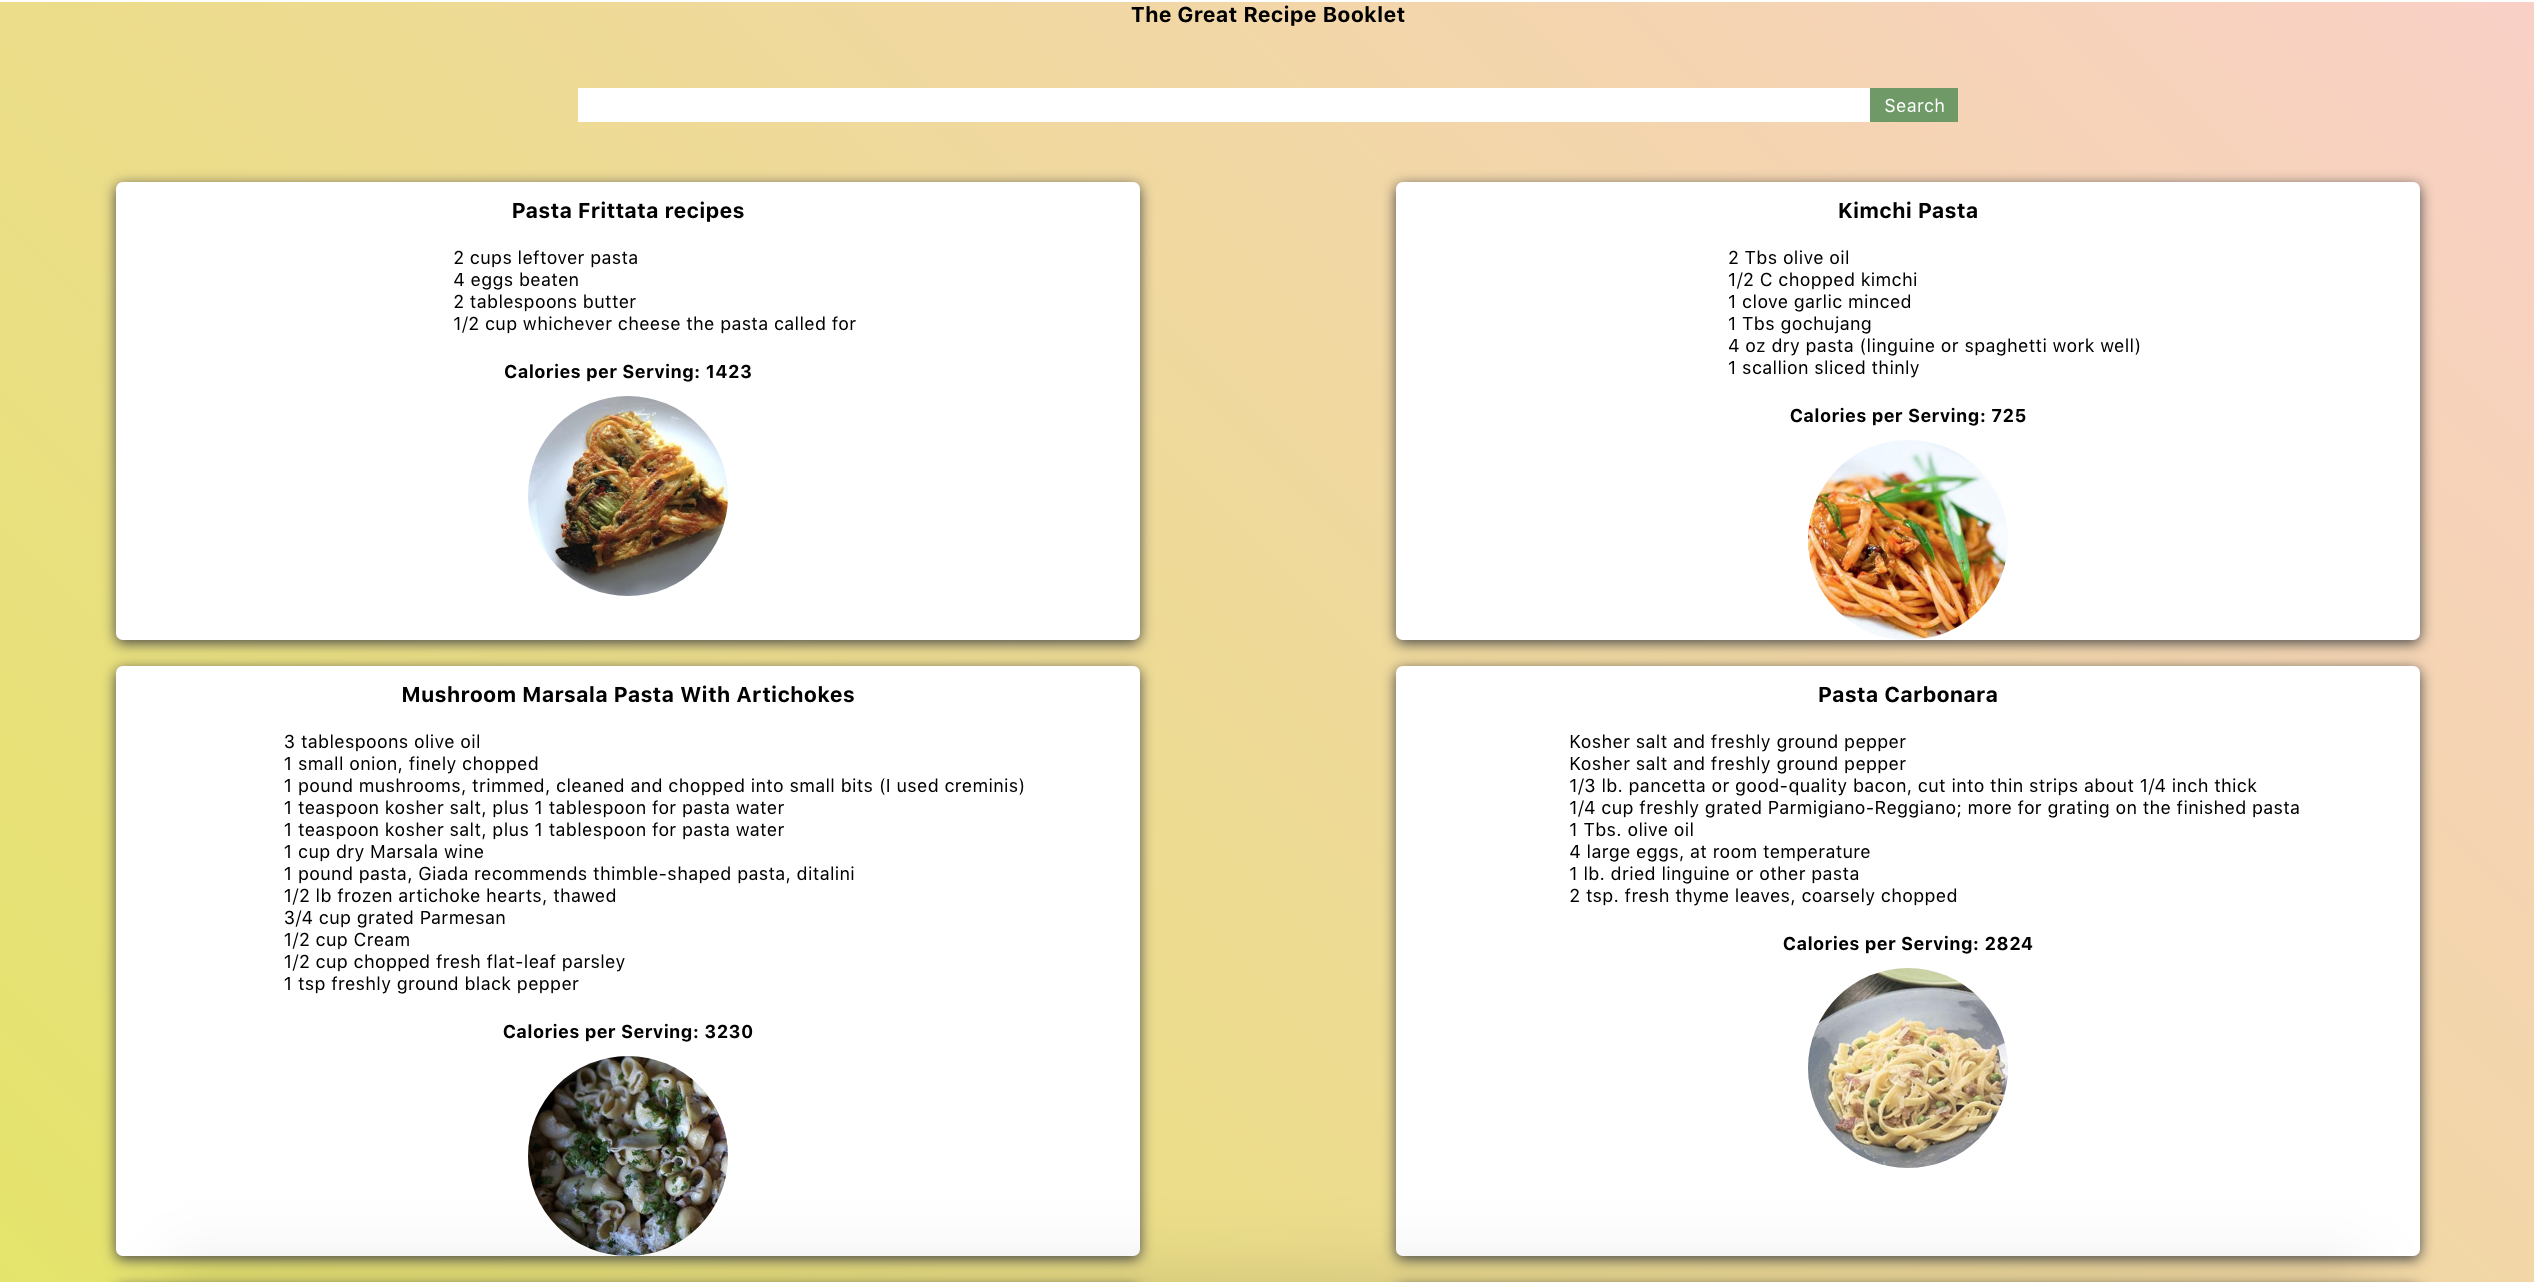 The Great Recipe Booklet
Search
Pasta Frittata recipes
2 cups leftover pasta
4 eggs beaten
2 tablespoons butter
1/2 cup whichever cheese the pasta called for
Calories per Serving: 1423
Kimchi Pasta
2 Tbs olive oil
1/2 C chopped kimchi
1 clove garlic minced
1 Tbs gochujang
4 oz dry pasta (linguine or spaghetti work well)
1 scallion sliced thinly
Calories per Serving: 725
Mushroom Marsala Pasta With Artichokes
3 tablespoons olive oil
1 small onion, finely chopped
1 pound mushrooms, trimmed, cleaned and chopped into small bits (I used creminis)
1 teaspoon kosher salt, plus 1 tablespoon for pasta water
1 teaspoon kosher salt, plus 1 tablespoon for pasta water
1 cup dry Marsala wine
1 pound pasta, Giada recommends thimble-shaped pasta, ditalini
1/2 lb frozen artichoke hearts, thawed
3/4 cup grated Parmesan
1/2 cup Cream
1/2 cup chopped fresh flat-leaf parsley
1 tsp freshly ground black pepper
Calories per Serving: 3230
Pasta Carbonara
Kosher salt and freshly ground pepper
Kosher salt and freshly ground pepper
1/3 lb. pancetta or good-quality bacon, cut into thin strips about 1/4 inch thick
1/4 cup freshly grated Parmigiano-Reggiano; more for grating on the finished pasta
1 Tbs. olive oil
4 large eggs, at room temperature
1 lb. dried linguine or other pasta
2 tsp. fresh thyme leaves, coarsely chopped
Calories per Serving: 2824